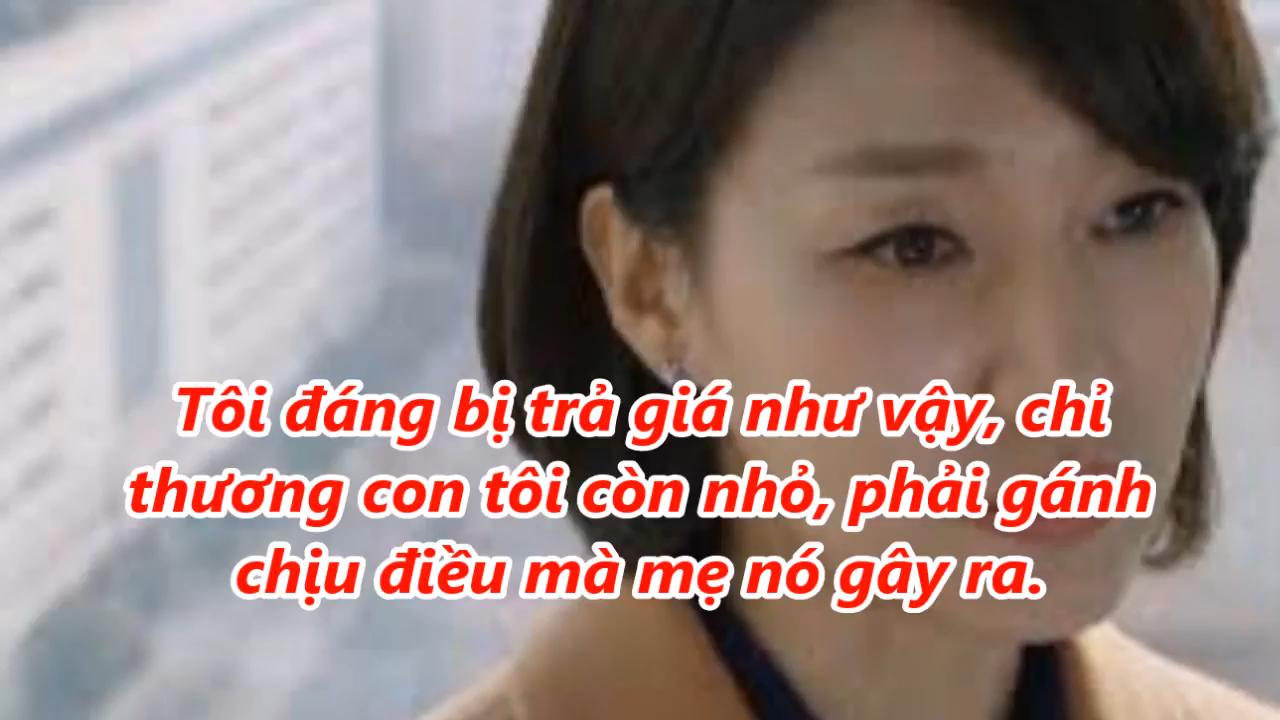 Tôi đáng bị trả giá như vậy, chỉ
thương con tôi còn nhỏ, phải gánh
chịu điều mà mẹ nó gây ra.